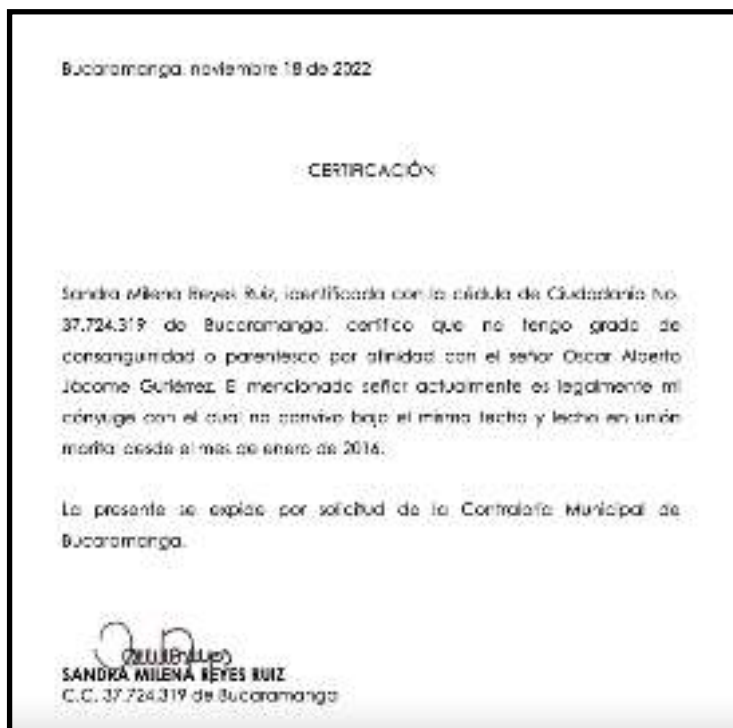 Bucaramanga, noviembre 18 de 2022
CERTIFICACIÓN
Sandra Milena Reyes Ruiz, identificada con la cédula de Ciudadanía No.
37.724.319 de Bucaramanga, certifico que no tengo grado de
consanguinidad o parentesco por afinidad con el señor Oscar Alberto
Jácome Gutiérrez. El mencionado señor actualmente es legalmente mi
cónyuge con el cual no convivo bajo el mismo techo y lecho en unión
marital desde el mes de enero de 2016.
La presente se expide por solicitud de la Contraloría Municipal de
Bucaramanga.
SANDRA MILENA REYES RUIZ
C.C. 37.724.319 de Bucaramanga